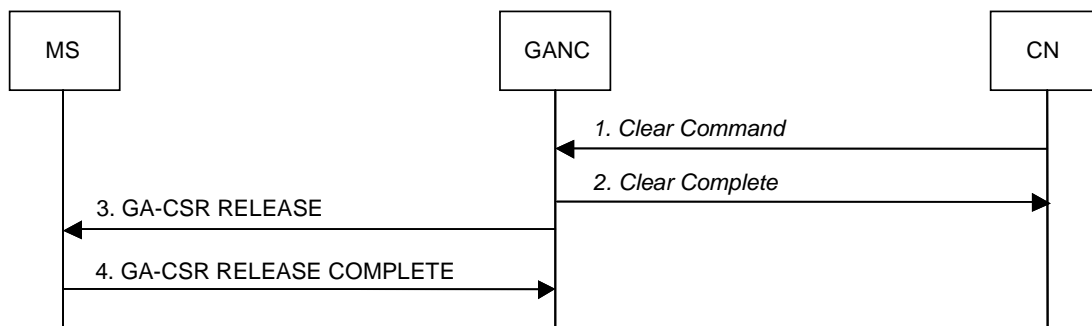 MS
GANC
CN
1. Clear Command
2. Clear Complete
3. GA-CSR RELEASE
4. GA-CSR RELEASE COMPLETE